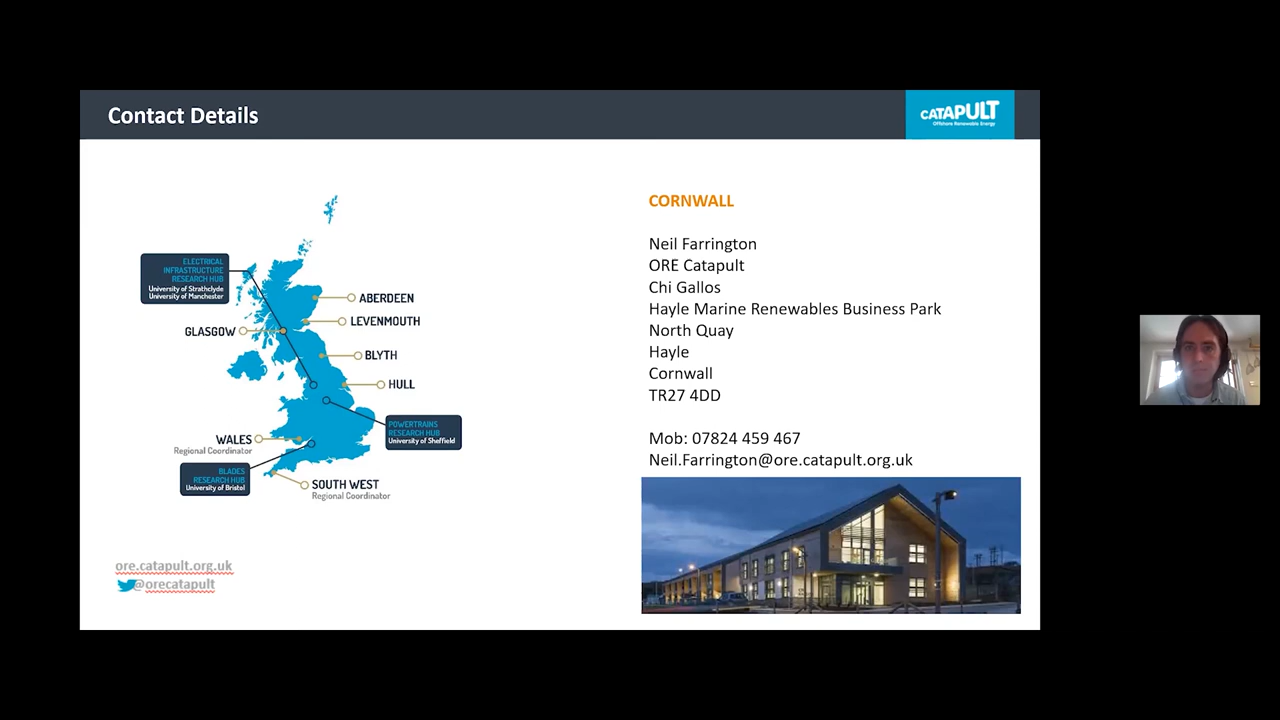 Contact Details
CATAPULT
Offshore Renewable Energy
ELECTRICAL
INFRASTRUCTURE
RESEARCH HUB
University of Strathclyde
University of Manchester
ABERDEEN
LEVENMOUTH
GLASGOW
BLYTH
HULL
POWERTRAINS
RESEARCH HUB
University of Sheffield
WALES
Regional Coordinator
BLADES
RESEARCH HUB
University of Bristol
SOUTH WEST
Regional Coordinator
ore.catapult.org.uk
@orecatapult
CORNWALL
Neil Farrington
ORE Catapult
Chi Gallos
Hayle Marine Renewables Business Park
North Quay
Hayle
Cornwall
TR27 4DD
Mob: 07824 459 467
Neil.Farrington@ore.catapult.org.uk